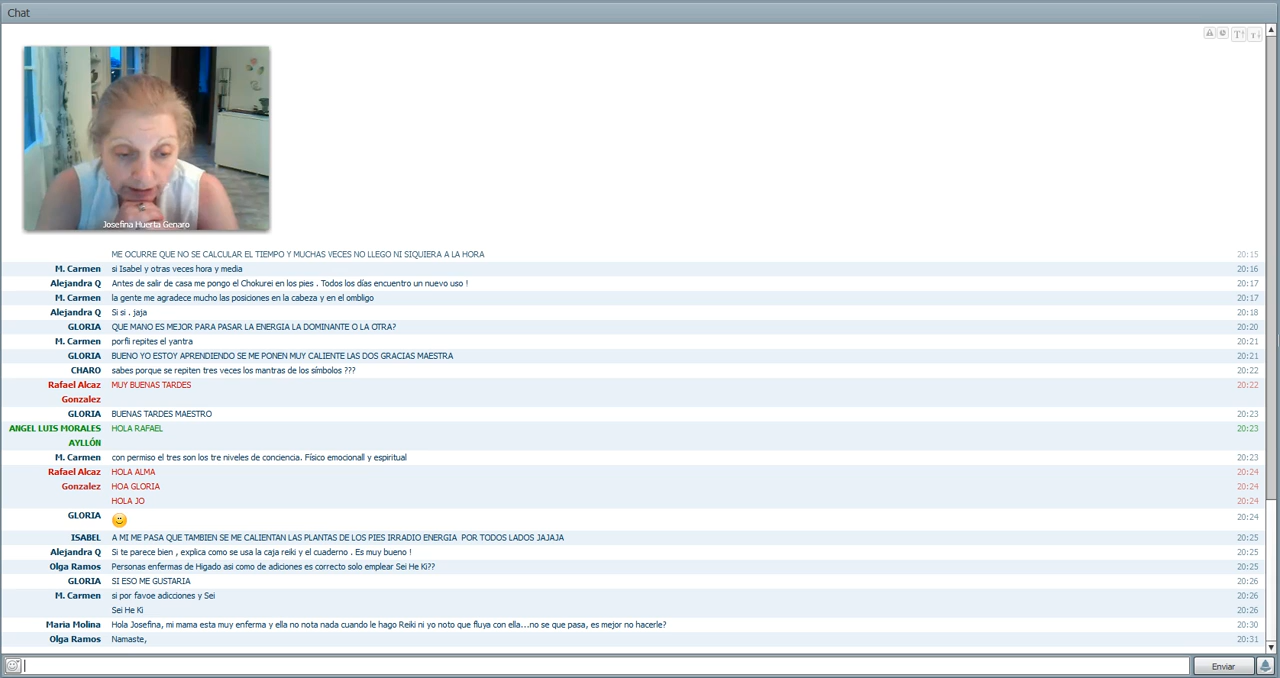 Chat
Josefina Huerta Genaro
ME OCURRE QUE NO SE CALCULAR EL TIEMPO Y MUCHAS VECES NO LLEGO NI SIQUIERA A LA HORA 20:15
M. Carmen si Isabel y otras veces hora y media 20:16
Alejandra Q Antes de salir de casa me pongo el Chokurei en los pies . Todos los días encuentro un nuevo uso ! 20:17
M. Carmen la gente me agradece mucho las posiciones en la cabeza y en el ombligo 20:17
Alejandra Q Si si . jaja 20:18
GLORIA QUE MANO ES MEJOR PARA PASAR LA ENERGIA LA DOMINANTE O LA OTRA? 20:20
M. Carmen porfii repites el yantra 20:21
GLORIA BUENO YO ESTOY APRENDIENDO SE ME PONEN MUY CALIENTE LAS DOS GRACIAS MAESTRA 20:21
CHARO sabes porque se repiten tres veces los mantras de los símbolos ??? 20:22
Rafael Alcaz MUY BUENAS TARDES 20:22
Gonzalez
GLORIA BUENAS TARDES MAESTRO 20:23
ANGEL LUIS MORALES HOLA RAFAEL 20:23
AYLLÓN
M. Carmen con permiso el tres son los tre niveles de conciencia. Físico emocionall y espiritual 20:23
Rafael Alcaz HOLA ALMA 20:24
Gonzalez HOA GLORIA 20:24
HOLA JO 20:24
GLORIA 20:24
ISABEL A MI ME PASA QUE TAMBIEN SE ME CALIENTAN LAS PLANTAS DE LOS PIES IRRADIO ENERGIA POR TODOS LADOS JAJAJA 20:25
Alejandra Q Si te parece bien , explica como se usa la caja reiki y el cuaderno . Es muy bueno ! 20:25
Olga Ramos Personas enfermas de Higado asi como de adiciones es correcto solo emplear Sei He Ki?? 20:25
GLORIA SI ESO ME GUSTARIA 20:26
M. Carmen si por favoe adicciones y Sei 20:26
Sei He Ki 20:26
Maria Molina Hola Josefina, mi mama esta muy enferma y ella no nota nada cuando le hago Reiki ni yo noto que fluya con ella...no se que pasa, es mejor no hacerle? 20:30
Olga Ramos Namaste, 20:31
Enviar